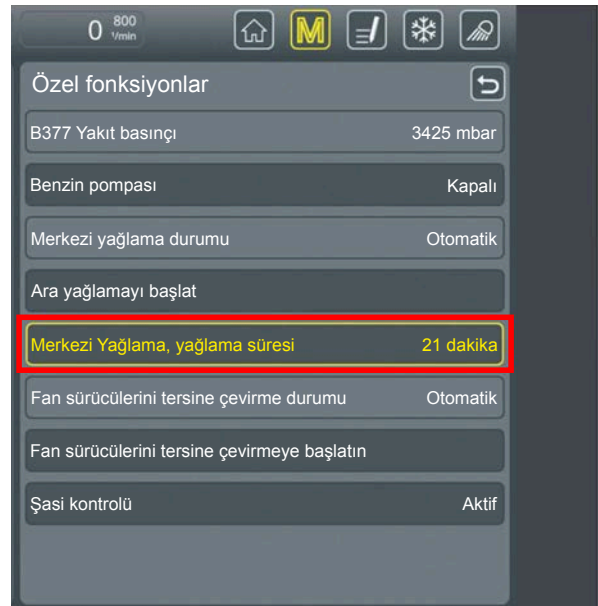 0 800 1/min
M
Özel fonksiyonlar
B377 Yakıt basınçı 3425 mbar
Benzin pompası Kapalı
Merkezi yağlama durumu Otomatik
Ara yağlamayı başlat
Merkezi Yağlama, yağlama süresi 21 dakika
Fan sürücülerini tersine çevirme durumu Otomatik
Fan sürücülerini tersine çevirmeye başlatın
Şasi kontrolü Aktif